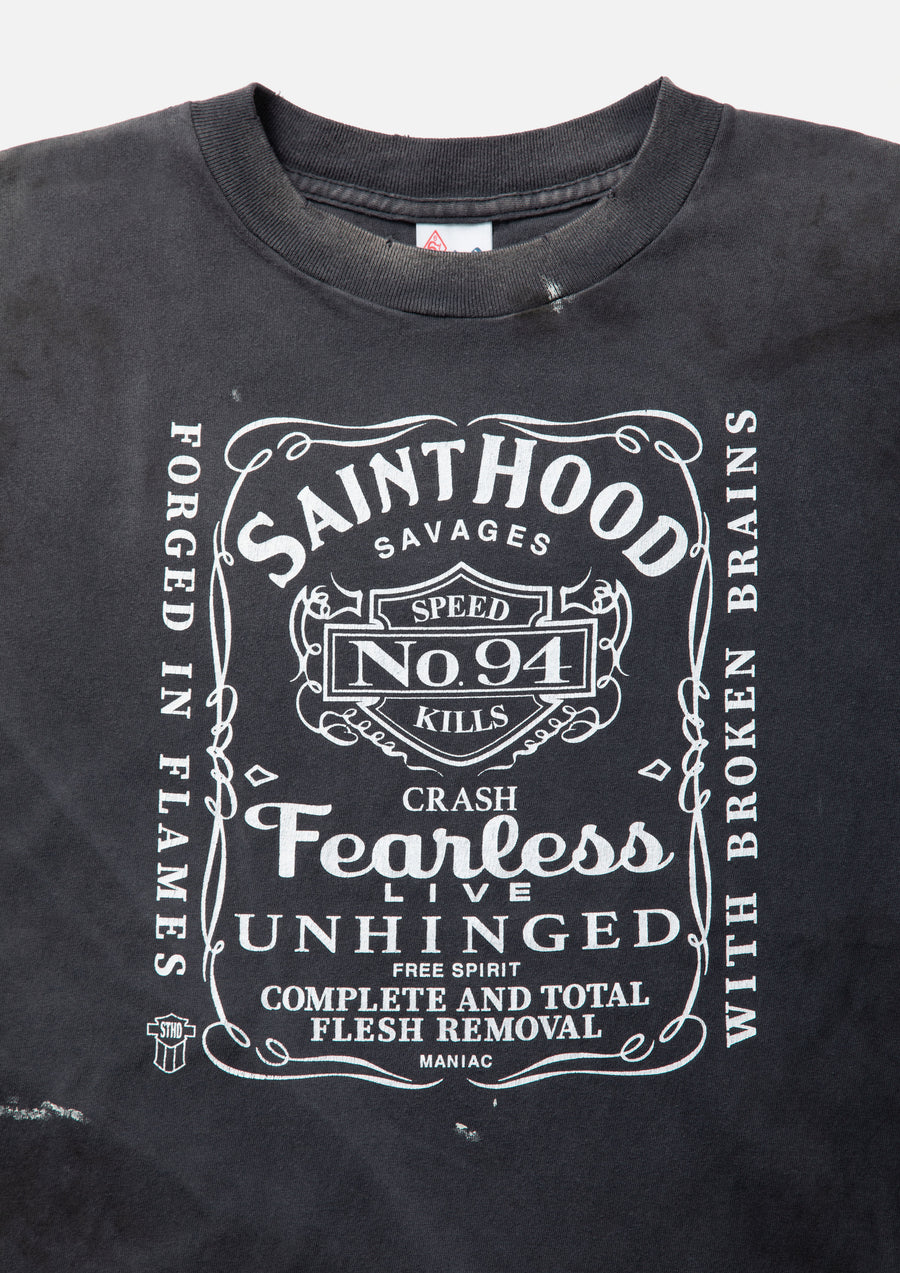 FORGED IN FLAMES
SAINTHOOD
SAVAGES
SPEED
No. 94
KILLS
CRASH
Fearless
LIVE
UNHINGED
FREE SPIRIT
COMPLETE AND TOTAL
FLESH REMOVAL
MANIAC
WITH BROKEN BRAINS
STHD